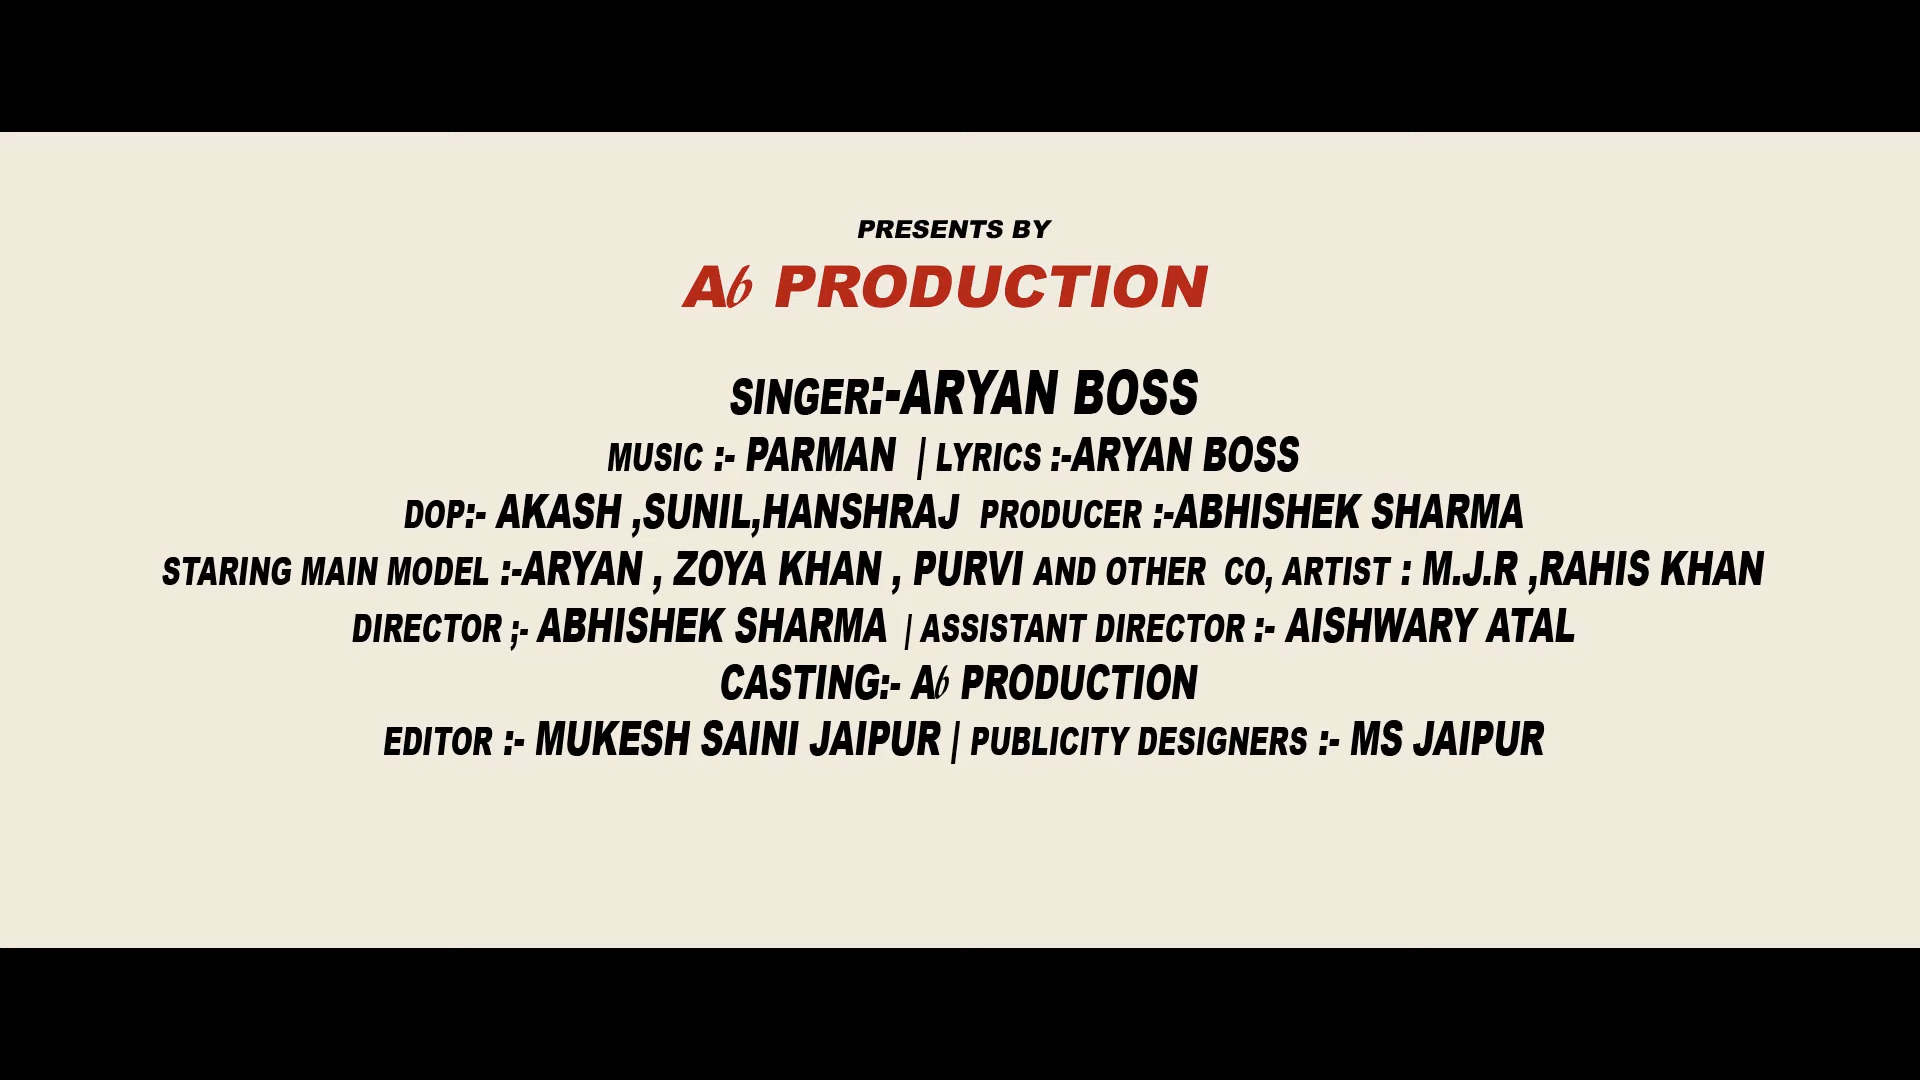 PRESENTS BY
Ab PRODUCTION
SINGER:-ARYAN BOSS
MUSIC :- PARMAN | LYRICS :-ARYAN BOSS
DOP:- AKASH ,SUNIL,HANSHRAJ PRODUCER :-ABHISHEK SHARMA
STARING MAIN MODEL :-ARYAN , ZOYA KHAN , PURVI AND OTHER CO, ARTIST : M.J.R ,RAHIS KHAN
DIRECTOR ;- ABHISHEK SHARMA | ASSISTANT DIRECTOR :- AISHWARY ATAL
CASTING:- Ab PRODUCTION
EDITOR :- MUKESH SAINI JAIPUR | PUBLICITY DESIGNERS :- MS JAIPUR